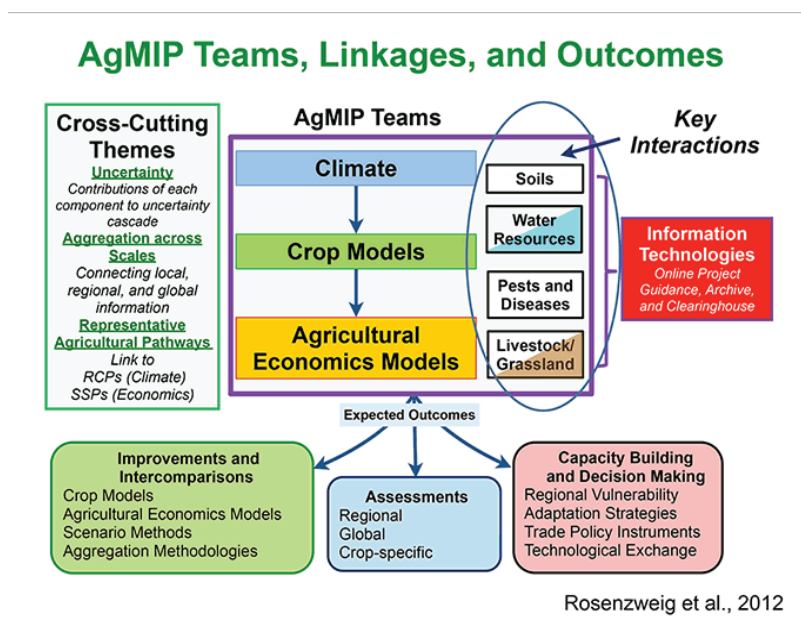 AgMIP Teams, Linkages, and Outcomes
Cross-Cutting
Themes
Uncertainty
Contributions of each
component to uncertainty
cascade
Aggregation across
Scales
Connecting local,
regional, and global
information
Representative
Agricultural Pathways
Link to
RCPs (Climate)
SSPs (Economics)
AgMIP Teams
Climate
Crop Models
Agricultural
Economics Models
Soils
Water
Resources
Pests and
Diseases
Livestock/
Grassland
Key
Interactions
Information
Technologies
Online Project
Guidance, Archive,
and Clearinghouse
Expected Outcomes
Improvements and
Intercomparisons
Crop Models
Agricultural Economics Models
Scenario Methods
Aggregation Methodologies
Assessments
Regional
Global
Crop-specific
Capacity Building
and Decision Making
Regional Vulnerability
Adaptation Strategies
Trade Policy Instruments
Technological Exchange
Rosenzweig et al., 2012